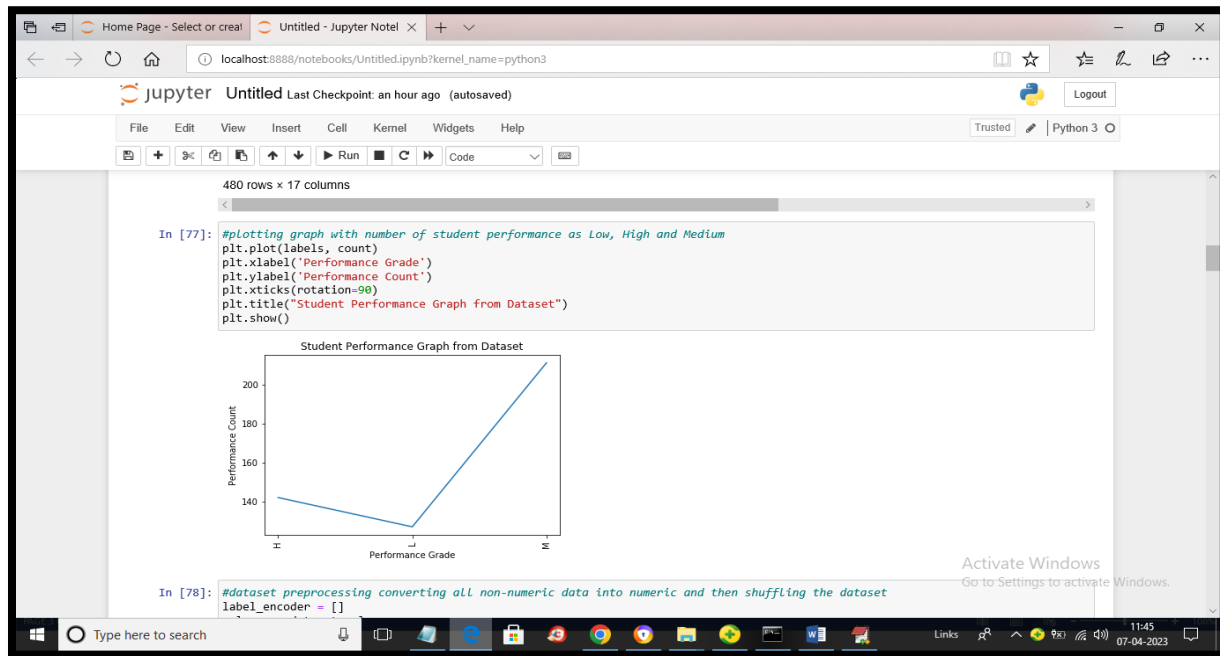 Home Page - Select or creat
Untitled - Jupyter Notel
localhost:8888/notebooks/Untitled.ipynb?kernel_name=python3
jupyter Untitled Last Checkpoint: an hour ago (autosaved)
Logout
File Edit View Insert Cell Kernel Widgets Help
Trusted Python 3
Run Code
480 rows × 17 columns
In [77]: #plotting graph with number of student performance as Low, High and Medium
plt.plot(labels, count)
plt.xlabel('Performance Grade')
plt.ylabel('Performance Count')
plt.xticks(rotation=90)
plt.title("Student Performance Graph from Dataset")
plt.show()
Student Performance Graph from Dataset
200
180
160
140
Performance Count
H L M
Performance Grade
Activate Windows
Go to Settings to activate Windows.
In [78]: #dataset preprocessing converting all non-numeric data into numeric and then shuffling the dataset
label_encoder = []
Type here to search
Links
11:45
07-04-2023